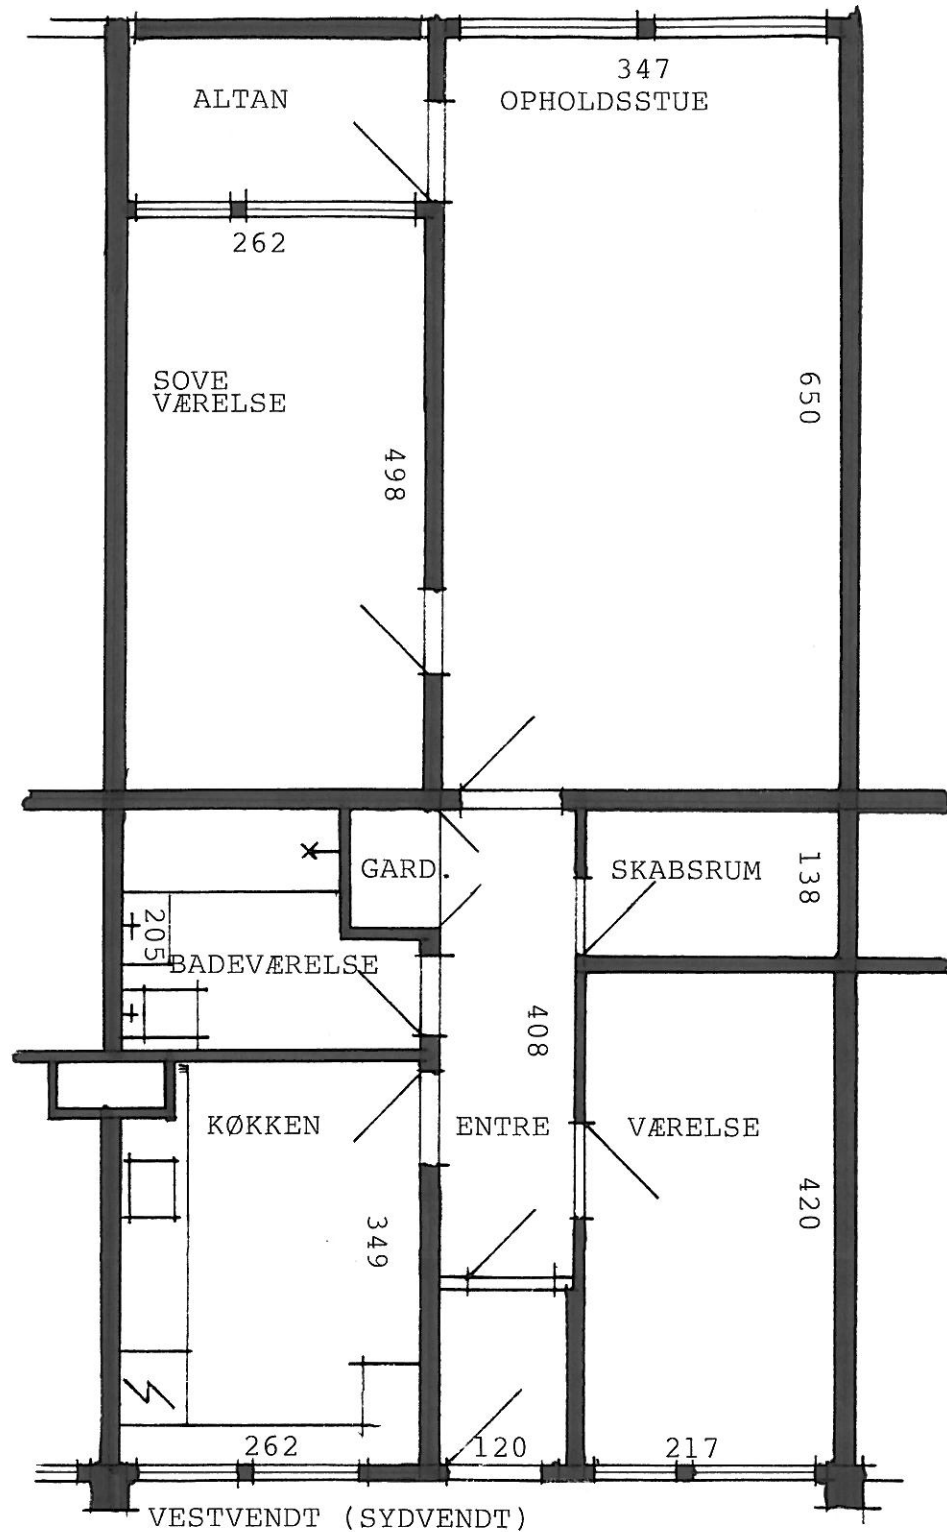 347
ALTAN
OPHOLDSSTUE
262
SOVE
VÆRELSE
650
498
GARD.
SKABSRUM
138
205
BADEVÆRELSE
408
KØKKEN
ENTRE
VÆRELSE
420
349
262
120
217
VESTVENDT (SYDVENDT)